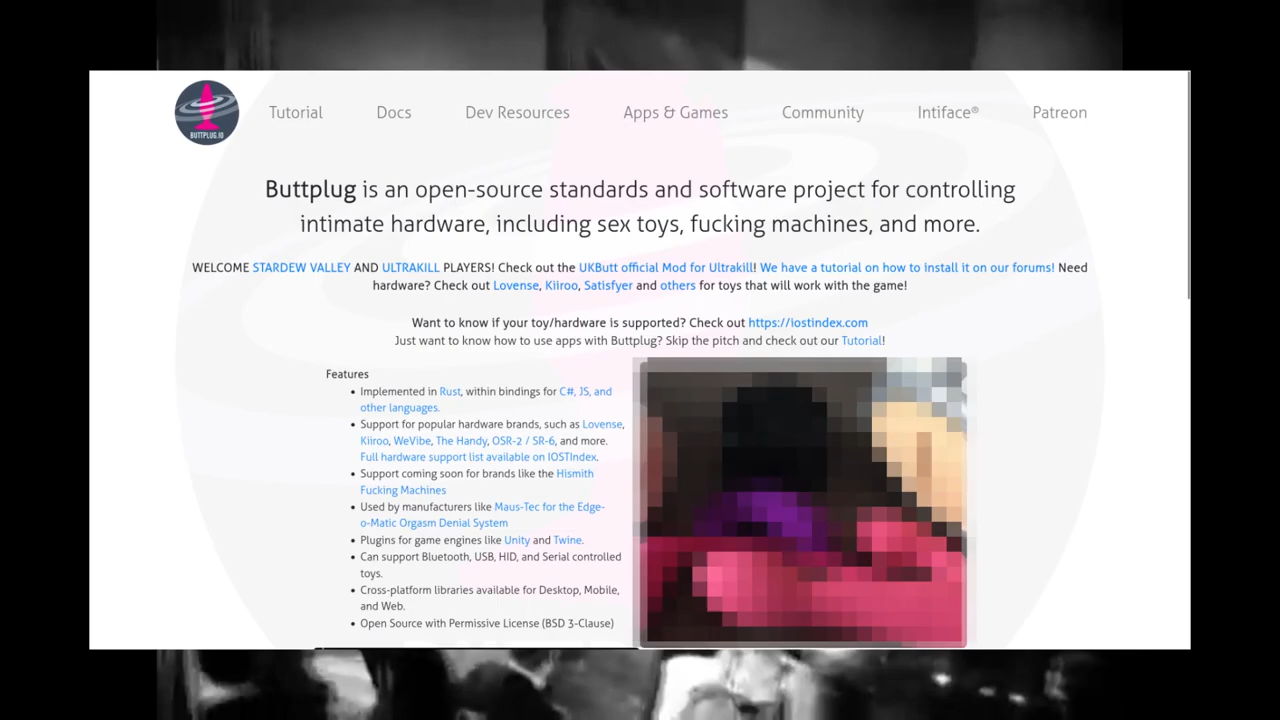 BUTTPLUG.IO
Tutorial Docs Dev Resources Apps & Games Community Intiface® Patreon
Buttplug is an open-source standards and software project for controlling
intimate hardware, including sex toys, fucking machines, and more.
WELCOME STARDEW VALLEY AND ULTRAKILL PLAYERS! Check out the UKButt official Mod for Ultrakill! We have a tutorial on how to install it on our forums! Need
hardware? Check out Lovense, Kiiroo, Satisfyer and others for toys that will work with the game!
Want to know if your toy/hardware is supported? Check out https://iostindex.com
Just want to know how to use apps with Buttplug? Skip the pitch and check out our Tutorial!
Features
• Implemented in Rust, within bindings for C#, JS, and
other languages.
• Support for popular hardware brands, such as Lovense,
Kiiroo, WeVibe, The Handy, OSR-2 / SR-6, and more.
Full hardware support list available on IOSTIndex.
• Support coming soon for brands like the Hismith
Fucking Machines
• Used by manufacturers like Maus-Tec for the Edge-
o-Matic Orgasm Denial System
• Plugins for game engines like Unity and Twine.
• Can support Bluetooth, USB, HID, and Serial controlled
toys.
• Cross-platform libraries available for Desktop, Mobile,
and Web.
• Open Source with Permissive License (BSD 3-Clause)